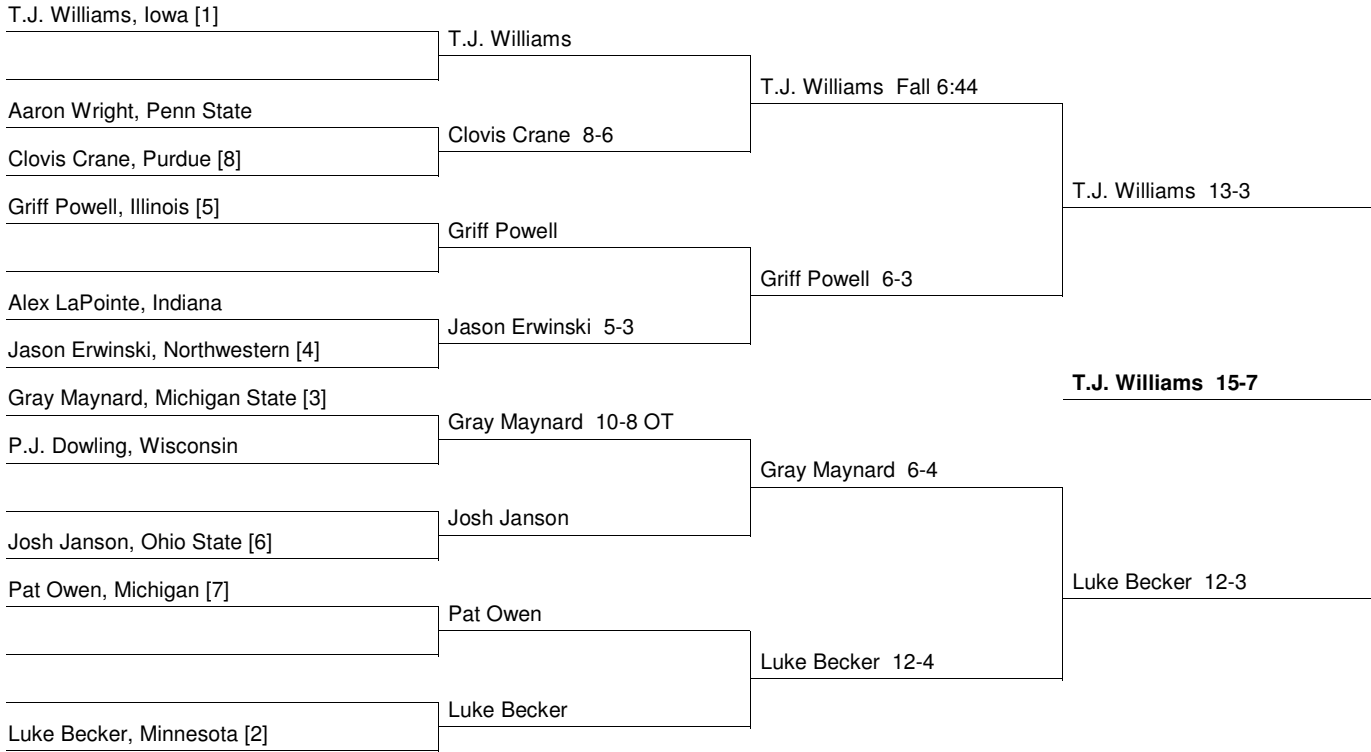 T.J. Williams, Iowa [1]
Aaron Wright, Penn State
Clovis Crane, Purdue [8]
Griff Powell, Illinois [5]
Alex LaPointe, Indiana
Jason Erwinski, Northwestern [4]
Gray Maynard, Michigan State [3]
P.J. Dowling, Wisconsin
Josh Janson, Ohio State [6]
Pat Owen, Michigan [7]
Luke Becker, Minnesota [2]
T.J. Williams
Clovis Crane 8-6
Griff Powell
Jason Erwinski 5-3
Gray Maynard 10-8 OT
Josh Janson
Pat Owen
Luke Becker
T.J. Williams Fall 6:44
Griff Powell 6-3
Gray Maynard 6-4
Luke Becker 12-4
T.J. Williams 13-3
T.J. Williams 15-7
Luke Becker 12-3